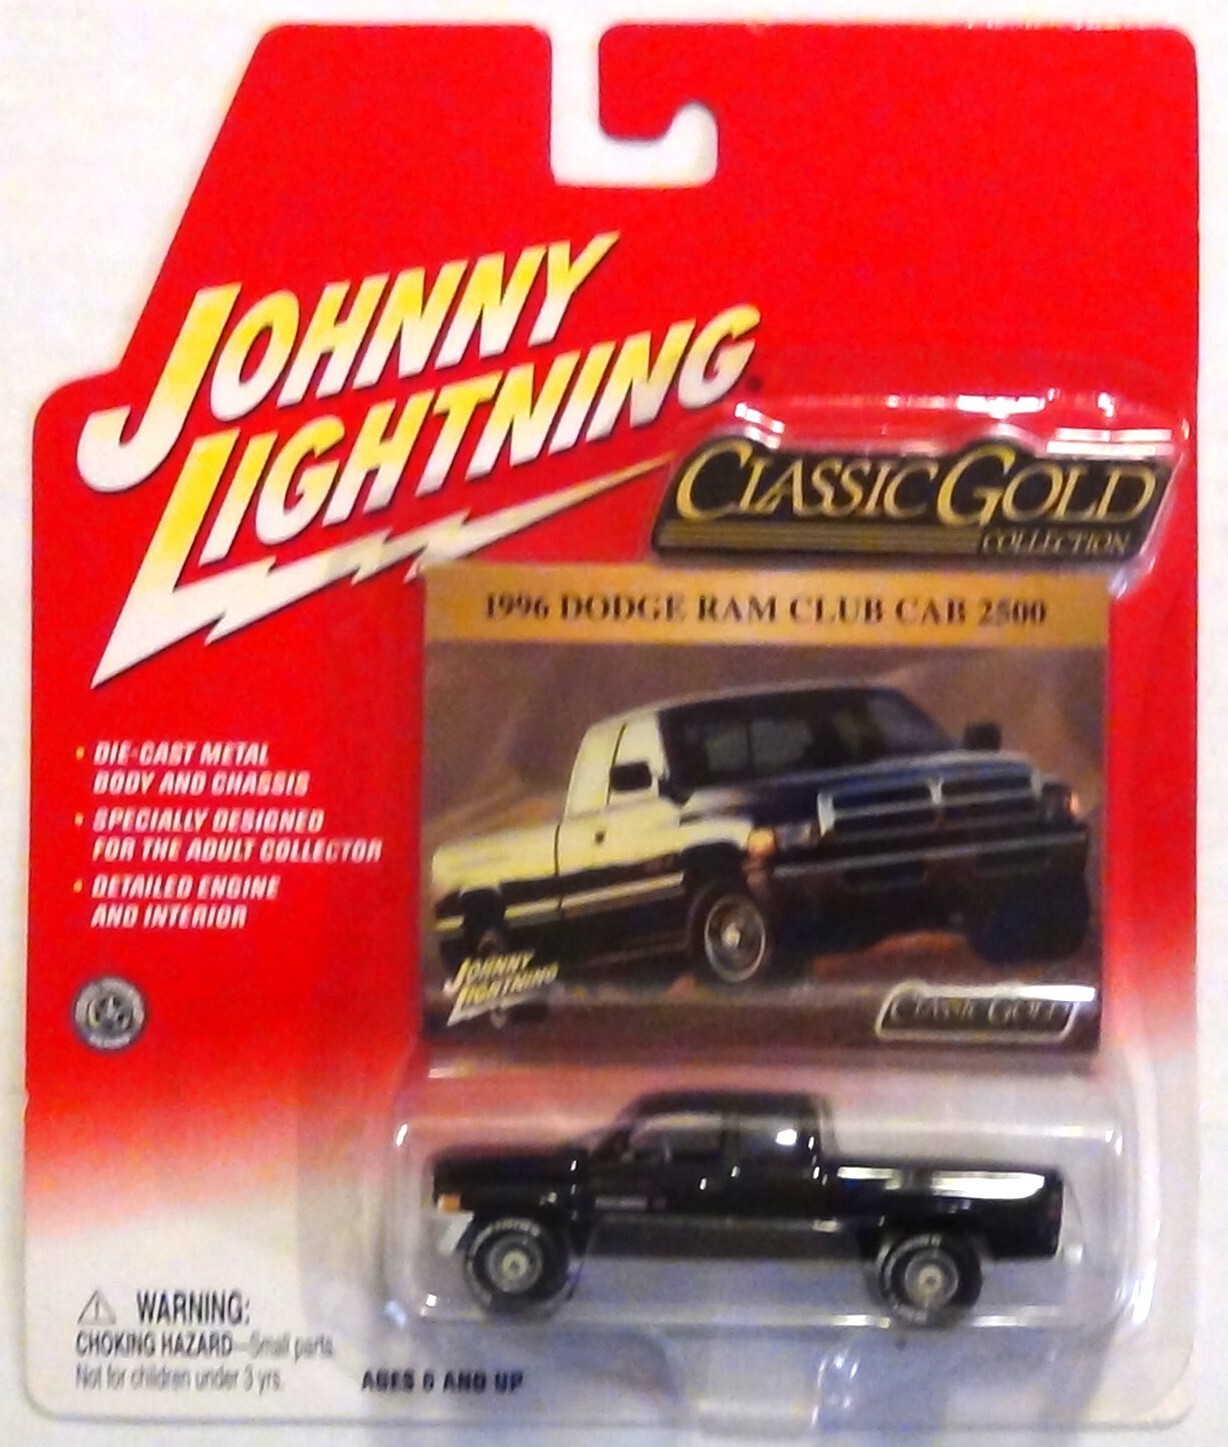 JOHNNY
LIGHTNING
CLASSIC GOLD
COLLECTION
1996 DODGE RAM CLUB CAB 2500
• DIE-CAST METAL
BODY AND CHASSIS
• SPECIALLY DESIGNED
FOR THE ADULT COLLECTOR
• DETAILED ENGINE
AND INTERIOR
JOHNNY
LIGHTNING
CLASSIC GOLD
WARNING:
CHOKING HAZARD—Small parts.
Not for children under 3 yrs.
AGES 8 AND UP